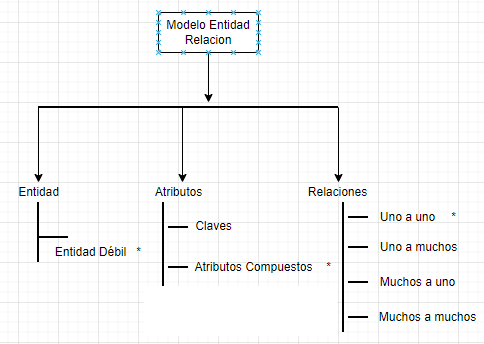 Modelo Entidad
Relacion
Entidad
Atributos
Relaciones
Entidad Débil *
Claves
Atributos Compuestos *
Uno a uno *
Uno a muchos
Muchos a uno
Muchos a muchos